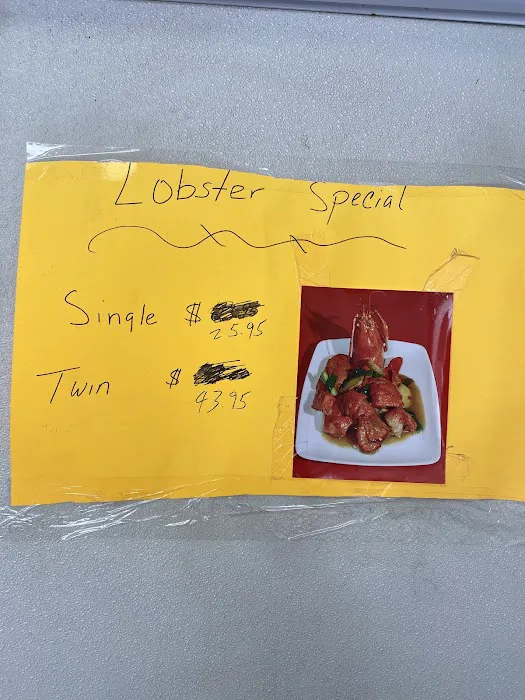 Lobster Special
Single $
25.95
Twin $
43.95